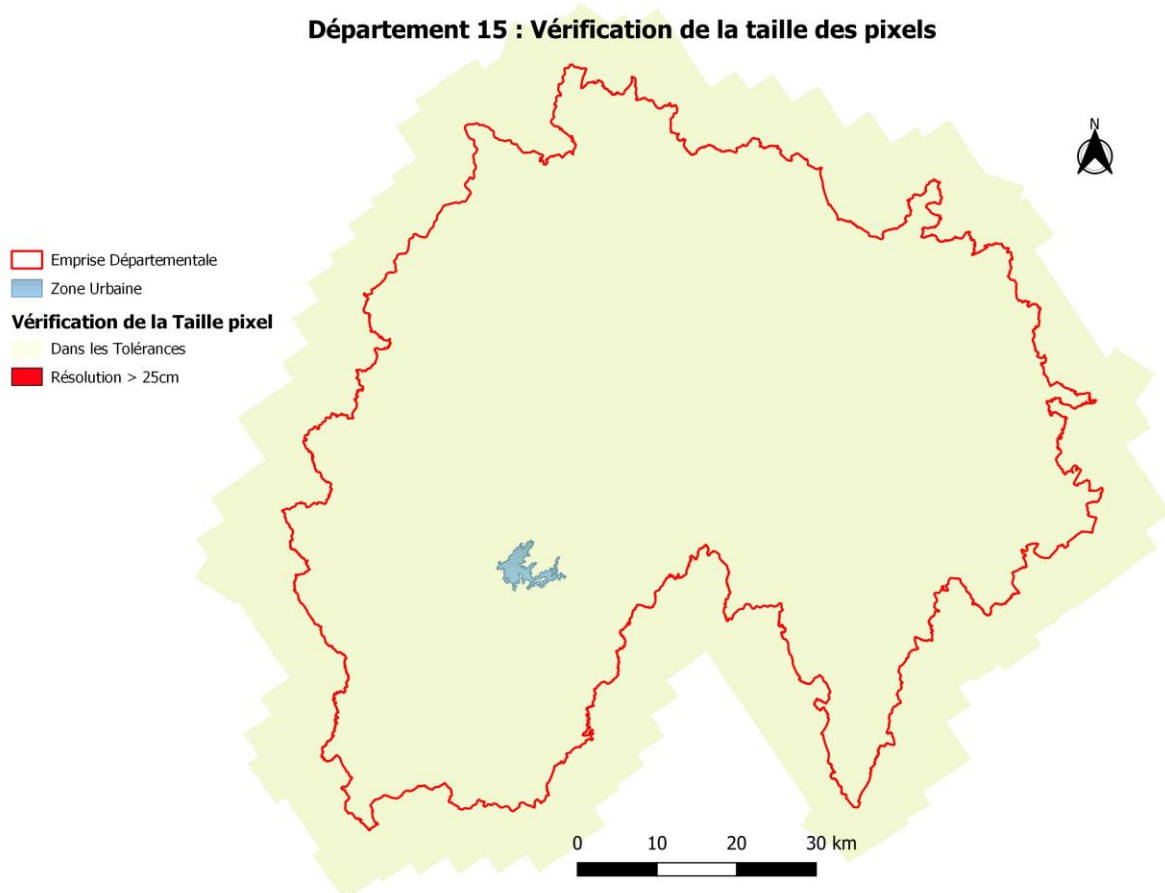 Département 15 : Vérification de la taille des pixels
N
Emprise Départementale
Zone Urbaine
Vérification de la Taille pixel
Dans les Tolérances
Résolution > 25cm
0 10 20 30 km